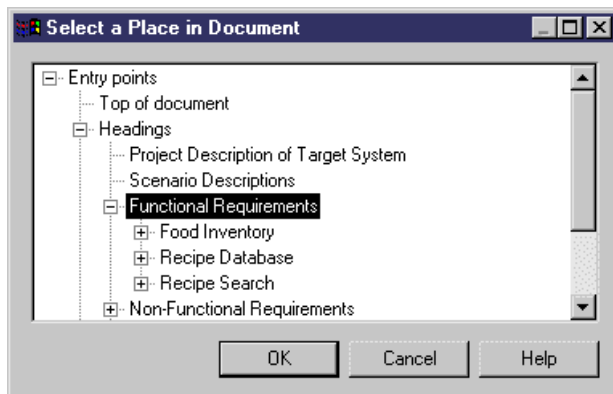 Select a Place in Document
Entry points
Top of document
Headings
Project Description of Target System
Scenario Descriptions
Functional Requirements
Food Inventory
Recipe Database
Recipe Search
Non-Functional Requirements
OK Cancel Help